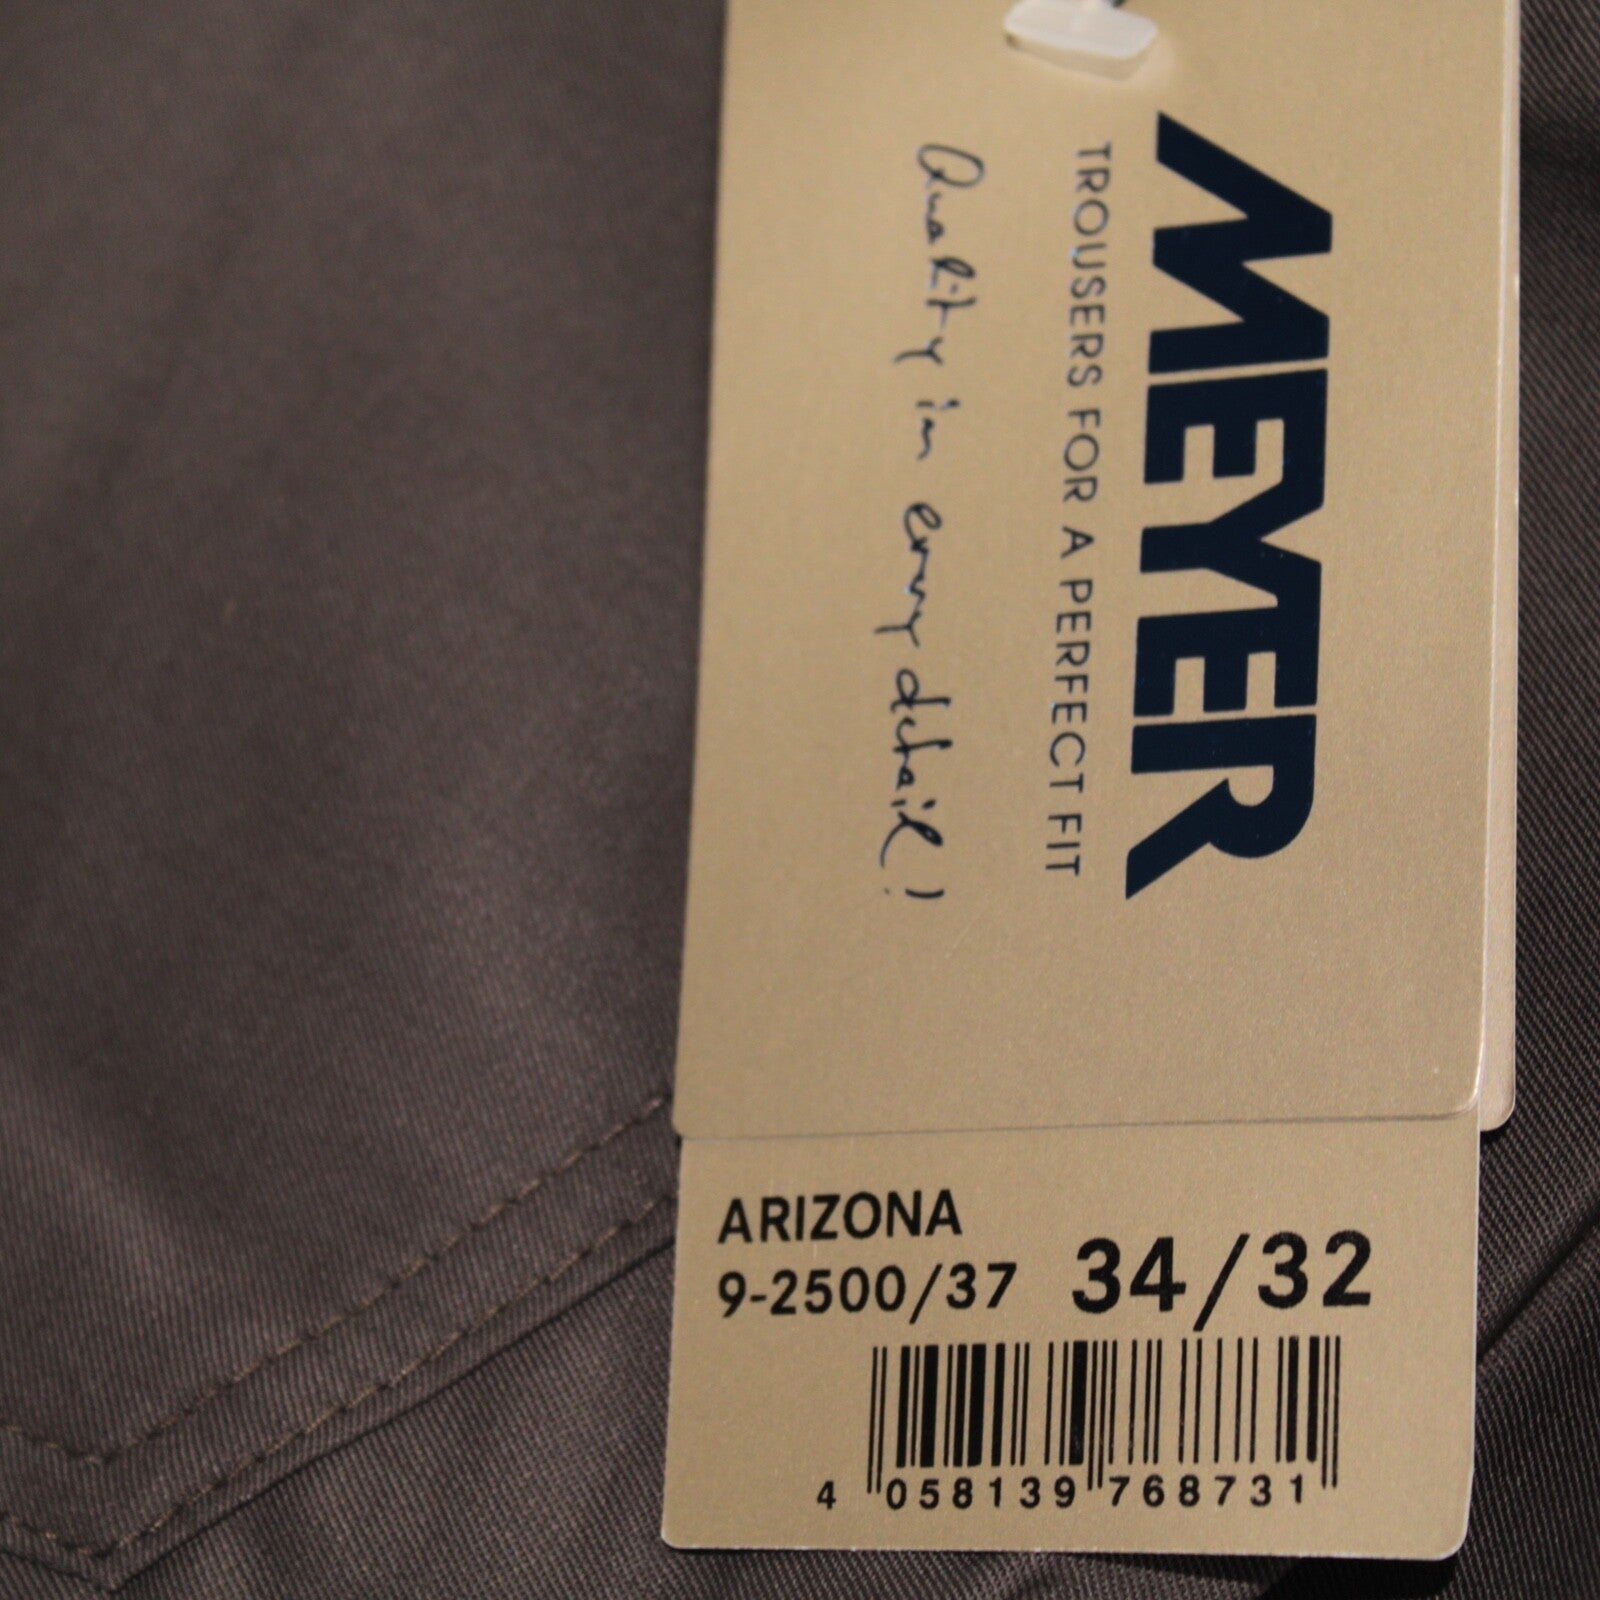 MEYER
TROUSERS FOR A PERFECT FIT
Quality in every detail!
ARIZONA
9-2500/37 34/32
4 058139 768731